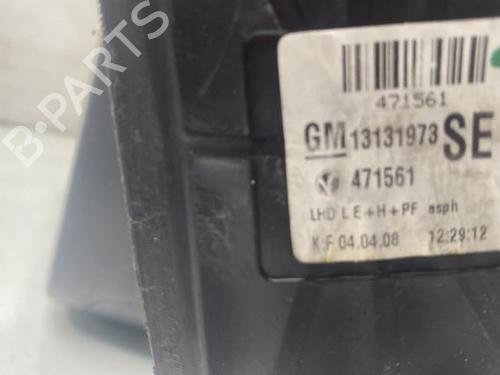 B-PARTS
471561
GM 13131973 SE
471561
LHD L E+H+PF asph
K:F 04.04.08 12:29:12